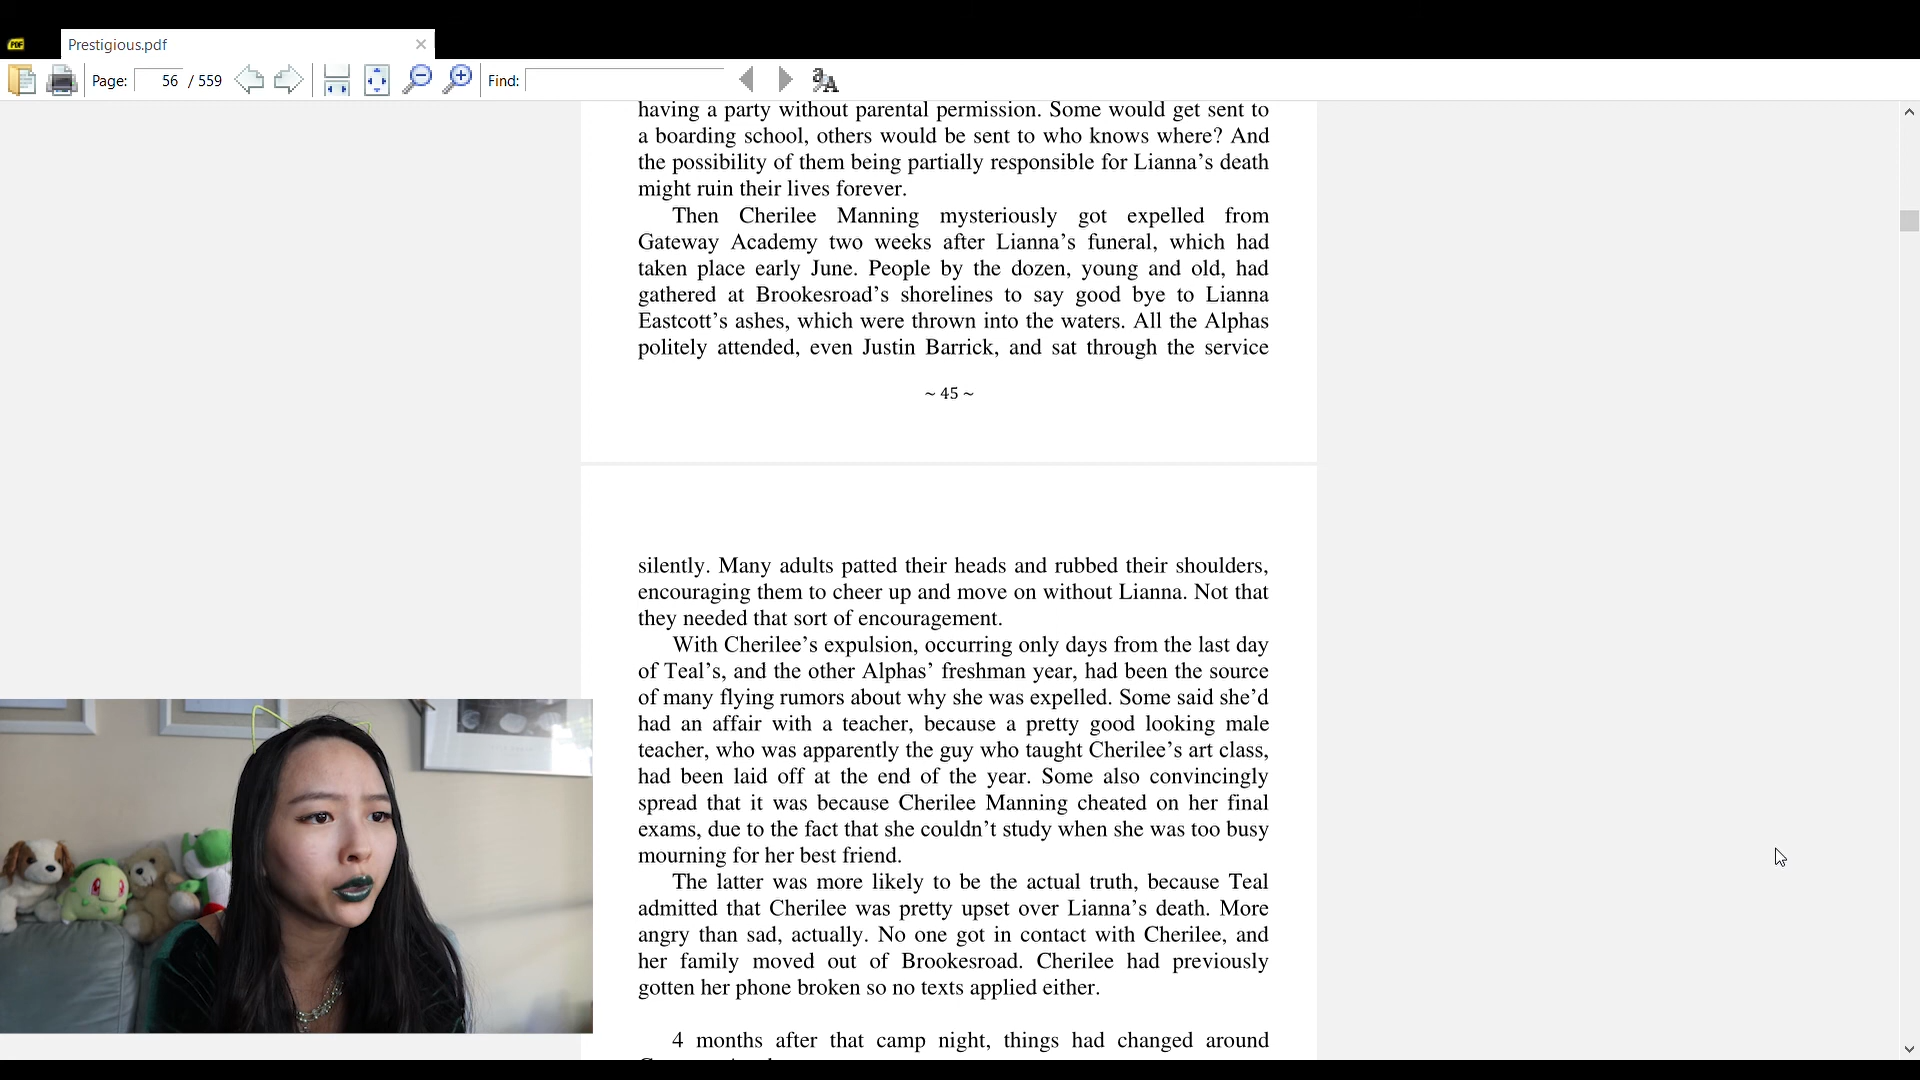 PDF
Prestigious.pdf
Page: 56 / 559 Find:
having a party without parental permission. Some would get sent to
a boarding school, others would be sent to who knows where? And
the possibility of them being partially responsible for Lianna’s death
might ruin their lives forever.
Then Cherilee Manning mysteriously got expelled from
Gateway Academy two weeks after Lianna’s funeral, which had
taken place early June. People by the dozen, young and old, had
gathered at Brookesroad’s shorelines to say good bye to Lianna
Eastcott’s ashes, which were thrown into the waters. All the Alphas
politely attended, even Justin Barrick, and sat through the service
~ 45 ~
silently. Many adults patted their heads and rubbed their shoulders,
encouraging them to cheer up and move on without Lianna. Not that
they needed that sort of encouragement.
With Cherilee’s expulsion, occurring only days from the last day
of Teal’s, and the other Alphas’ freshman year, had been the source
of many flying rumors about why she was expelled. Some said she’d
had an affair with a teacher, because a pretty good looking male
teacher, who was apparently the guy who taught Cherilee’s art class,
had been laid off at the end of the year. Some also convincingly
spread that it was because Cherilee Manning cheated on her final
exams, due to the fact that she couldn’t study when she was too busy
mourning for her best friend.
The latter was more likely to be the actual truth, because Teal
admitted that Cherilee was pretty upset over Lianna’s death. More
angry than sad, actually. No one got in contact with Cherilee, and
her family moved out of Brookesroad. Cherilee had previously
gotten her phone broken so no texts applied either.
4 months after that camp night, things had changed around